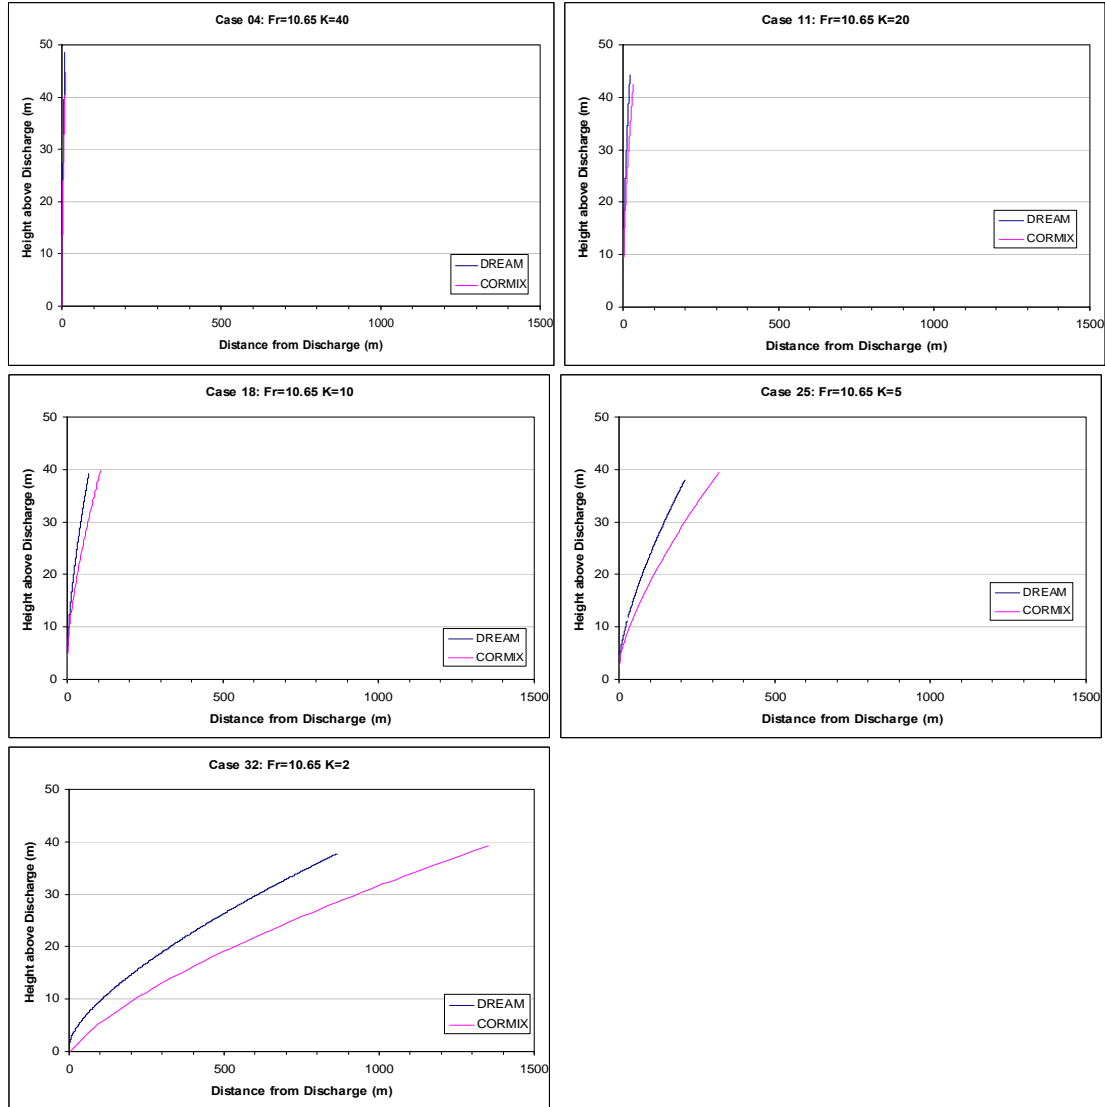 Case 04: Fr=10.65 K=40
50
40
30
20
10
0
Height above Discharge (m)
0 500 1000 1500
Distance from Discharge (m)
DREAM
CORMIX
Case 11: Fr=10.65 K=20
50
40
30
20
10
0
Height above Discharge (m)
0 500 1000 1500
Distance from Discharge (m)
DREAM
CORMIX
Case 18: Fr=10.65 K=10
50
40
30
20
10
0
Height above Discharge (m)
0 500 1000 1500
Distance from Discharge (m)
DREAM
CORMIX
Case 25: Fr=10.65 K=5
50
40
30
20
10
0
Height above Discharge (m)
0 500 1000 1500
Distance from Discharge (m)
DREAM
CORMIX
Case 32: Fr=10.65 K=2
50
40
30
20
10
0
Height above Discharge (m)
0 500 1000 1500
Distance from Discharge (m)
DREAM
CORMIX